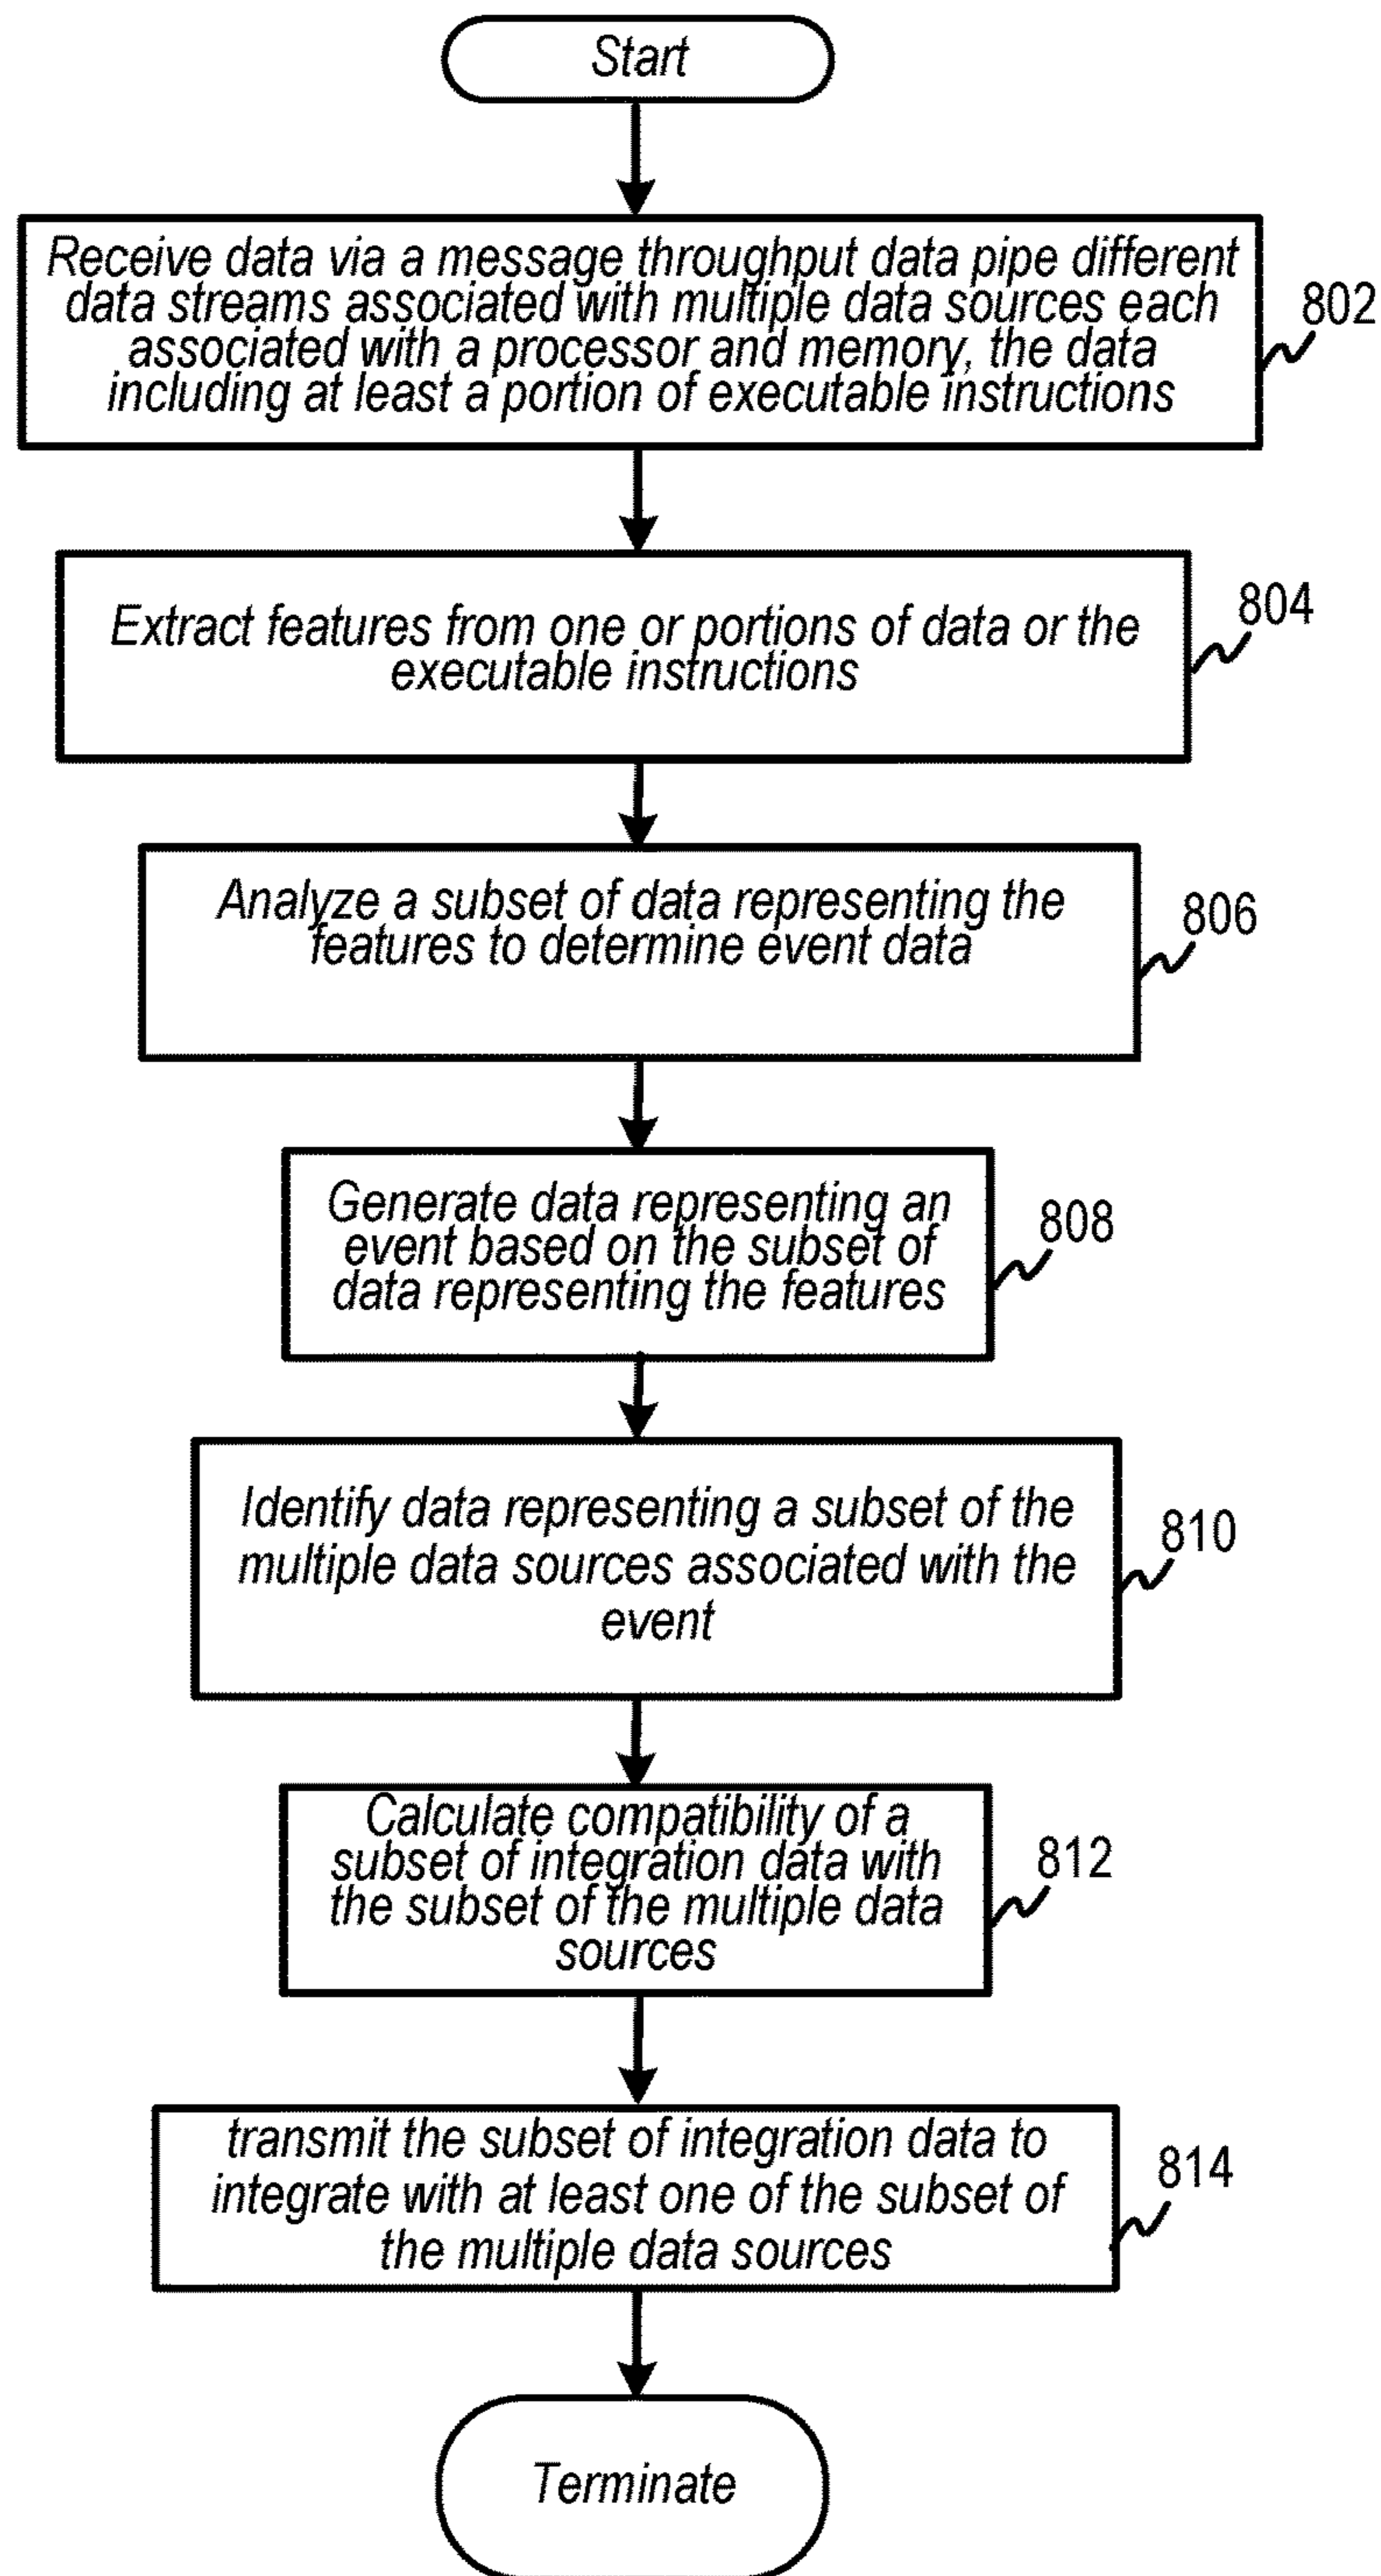 Start
Receive data via a message throughput data pipe different
data streams associated with multiple data sources each
associated with a processor and memory, the data
including at least a portion of executable instructions
802
Extract features from one or portions of data or the
executable instructions
804
Analyze a subset of data representing the
features to determine event data
806
Generate data representing an
event based on the subset of
data representing the features
808
Identify data representing a subset of the
multiple data sources associated with the
event
810
Calculate compatibility of a
subset of integration data with
the subset of the multiple data
sources
812
transmit the subset of integration data to
integrate with at least one of the subset of
the multiple data sources
814
Terminate